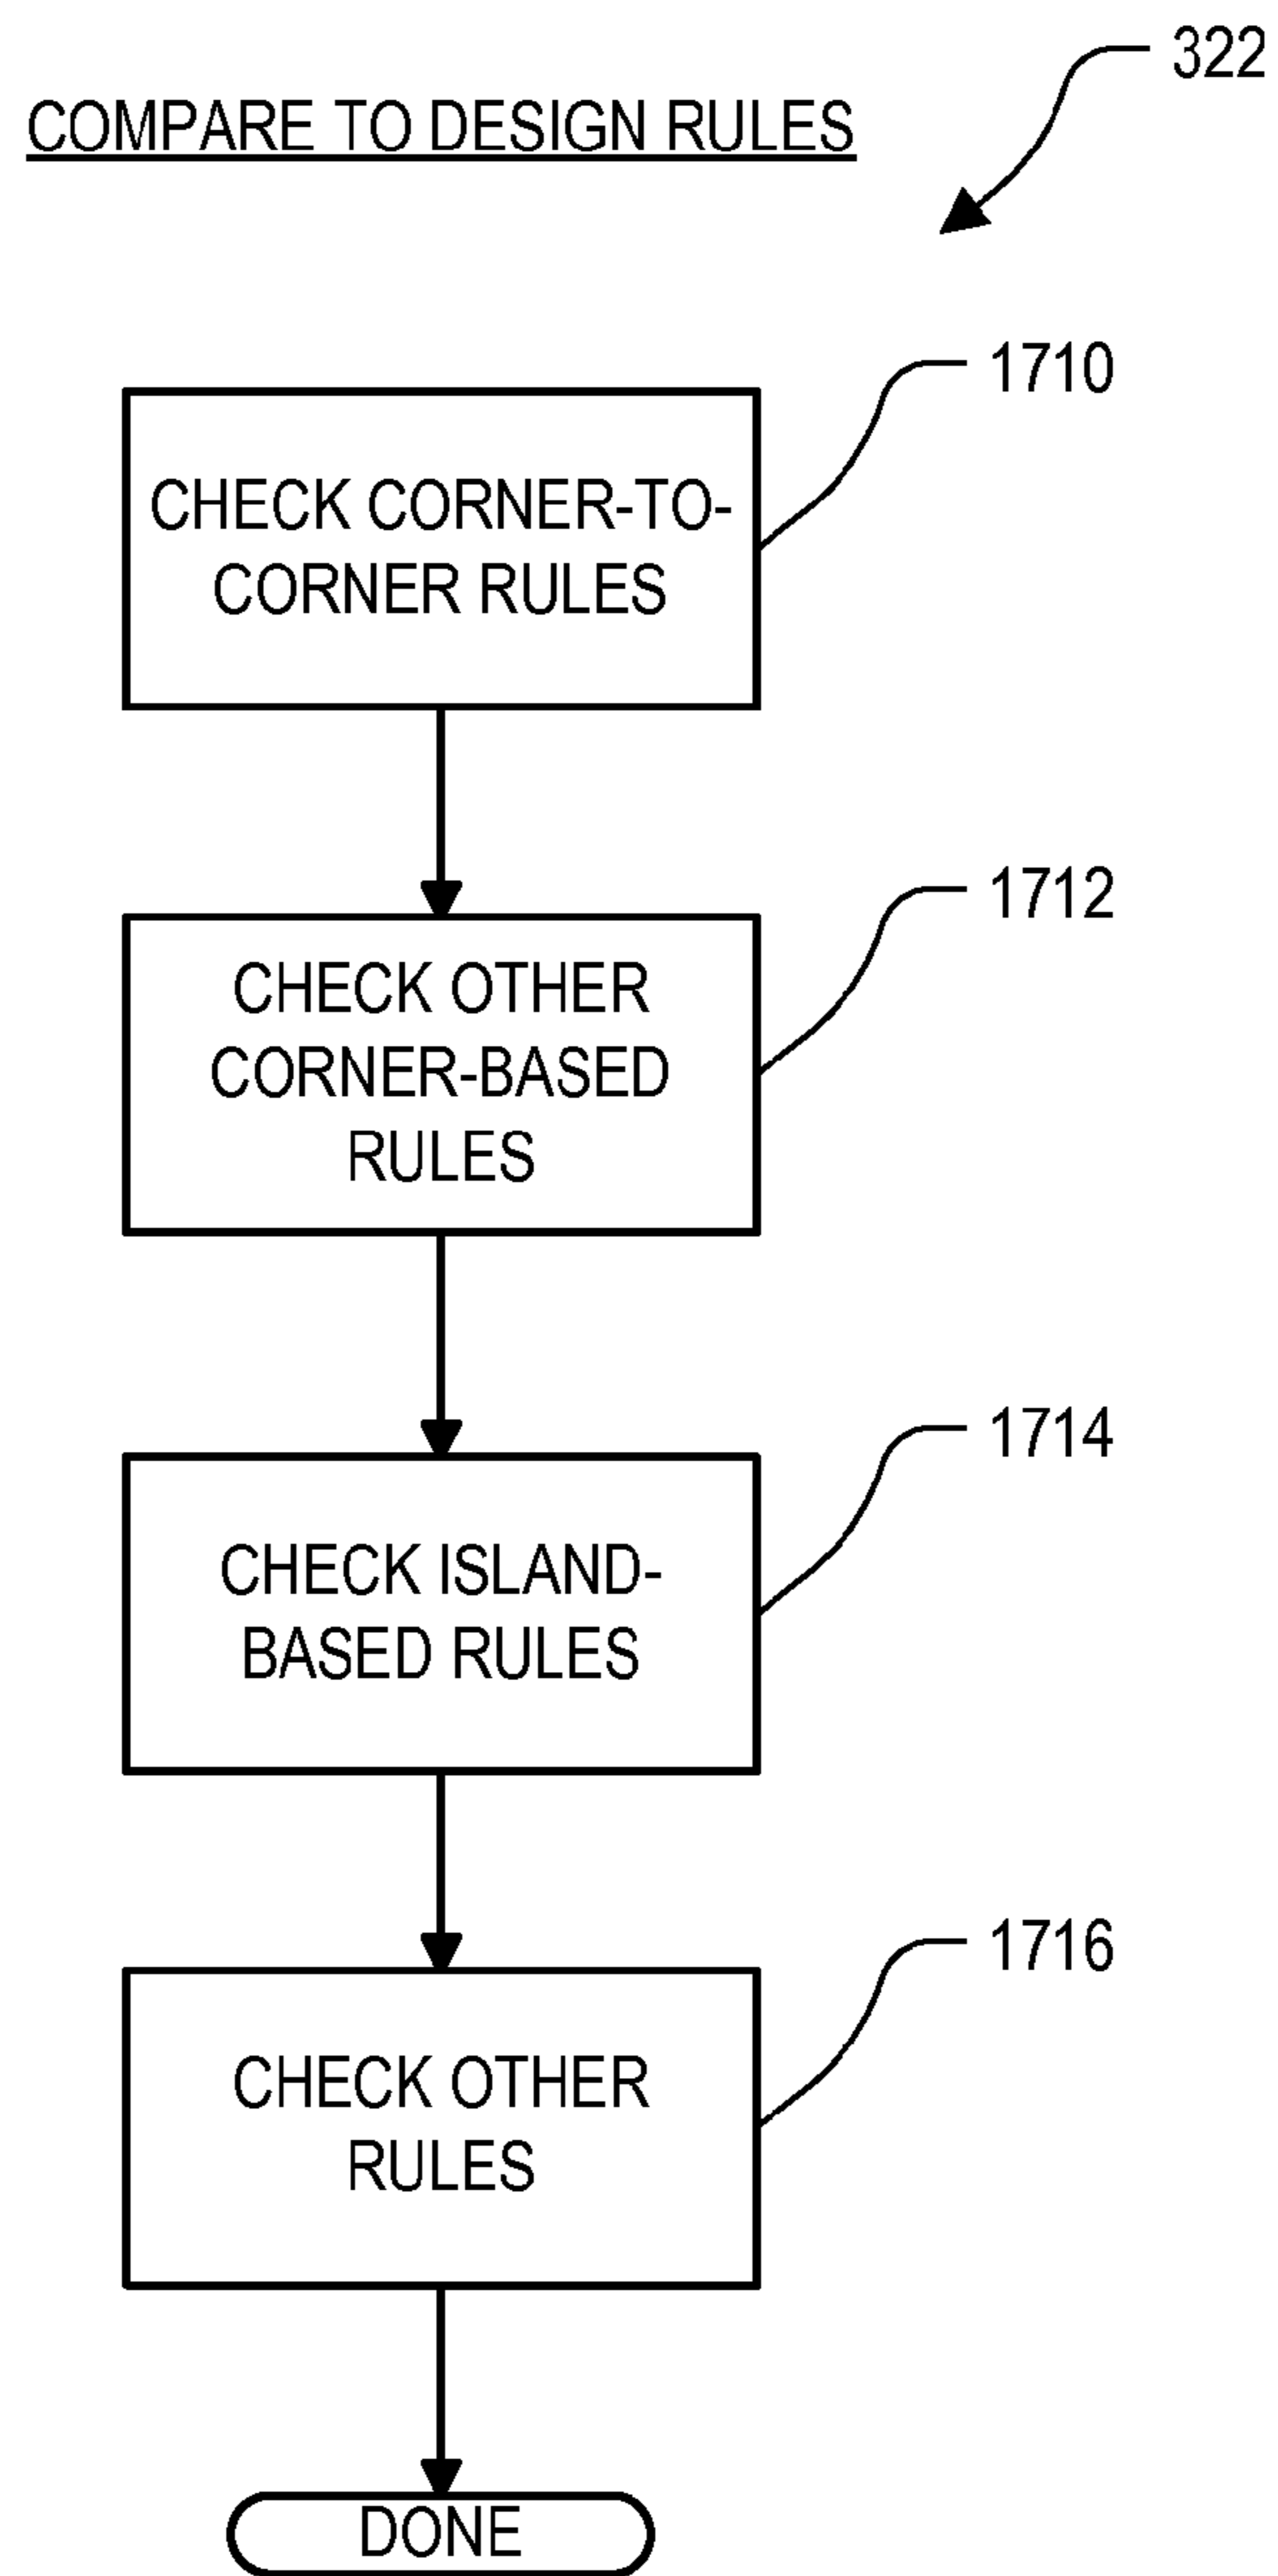 322
COMPARE TO DESIGN RULES
1710
CHECK CORNER-TO-
CORNER RULES
1712
CHECK OTHER
CORNER-BASED
RULES
1714
CHECK ISLAND-
BASED RULES
1716
CHECK OTHER
RULES
DONE